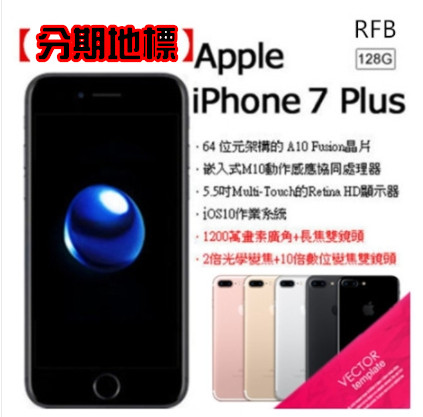 RFB
【分期地標】
Apple
128G
iPhone 7 Plus
· 64 位元架構的 A10 Fusion晶片
· 嵌入式M10動作感應協同處理器
· 5.5吋Multi-Touch的Retina HD顯示器
· iOS10作業系統
· 1200萬畫素廣角+長焦雙鏡頭
· 2倍光學變焦+10倍數位變焦雙鏡頭
VECTOR
template